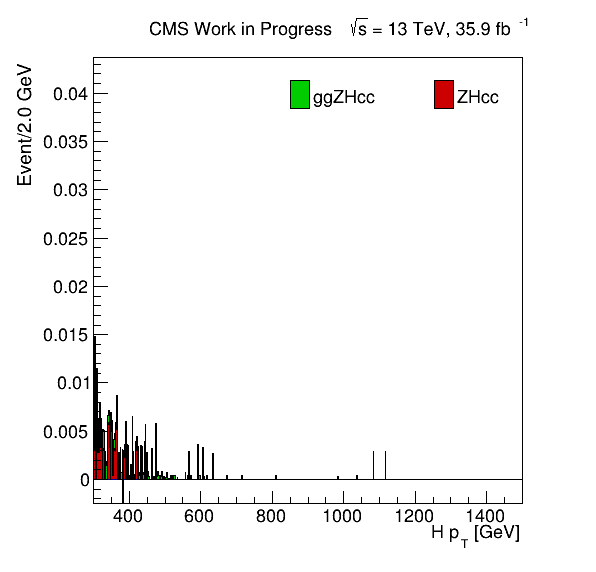 CMS Work in Progress √s = 13 TeV, 35.9 fb -1
Event/2.0 GeV
ggZHcc ZHcc
0.04
0.035
0.03
0.025
0.02
0.015
0.01
0.005
0
400 600 800 1000 1200 1400
H pT [GeV]